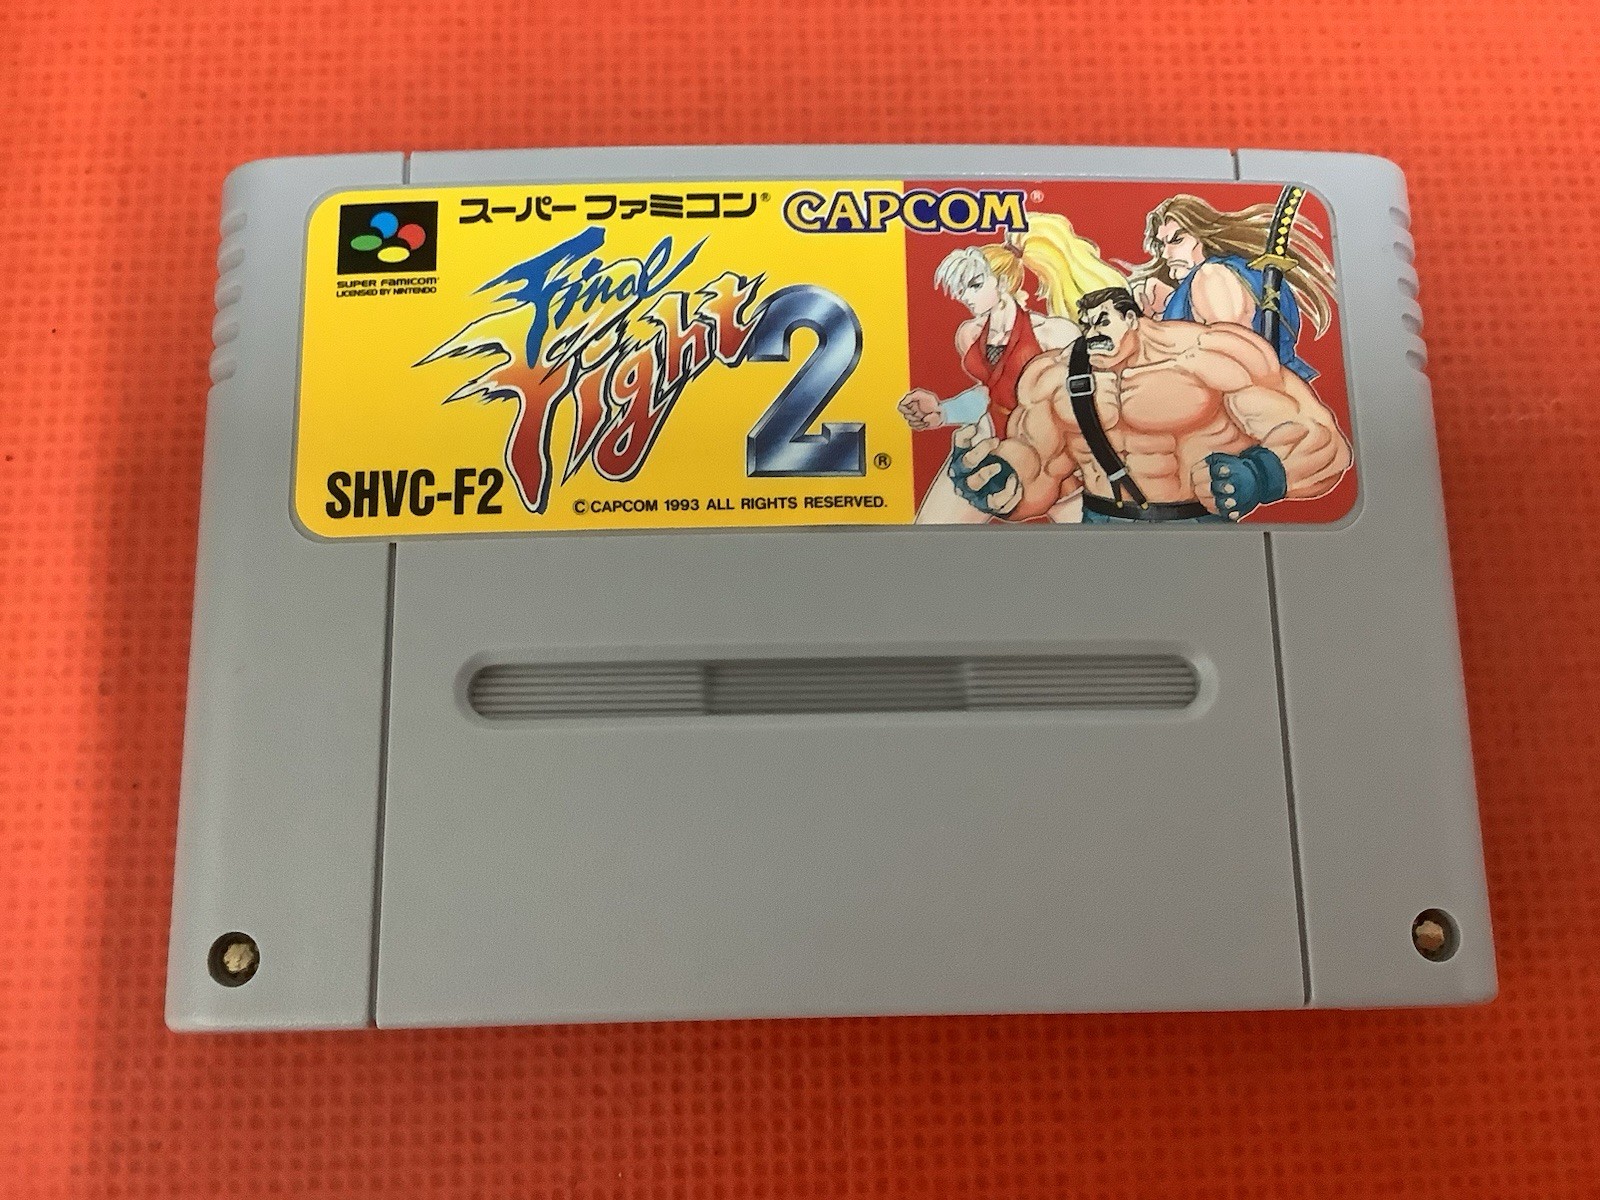 スーパーファミコン®
CAPCOM®
SUPER FAMICOM®
LICENSED BY NINTENDO
Final
Fight 2®
SHVC-F2
©CAPCOM 1993 ALL RIGHTS RESERVED.